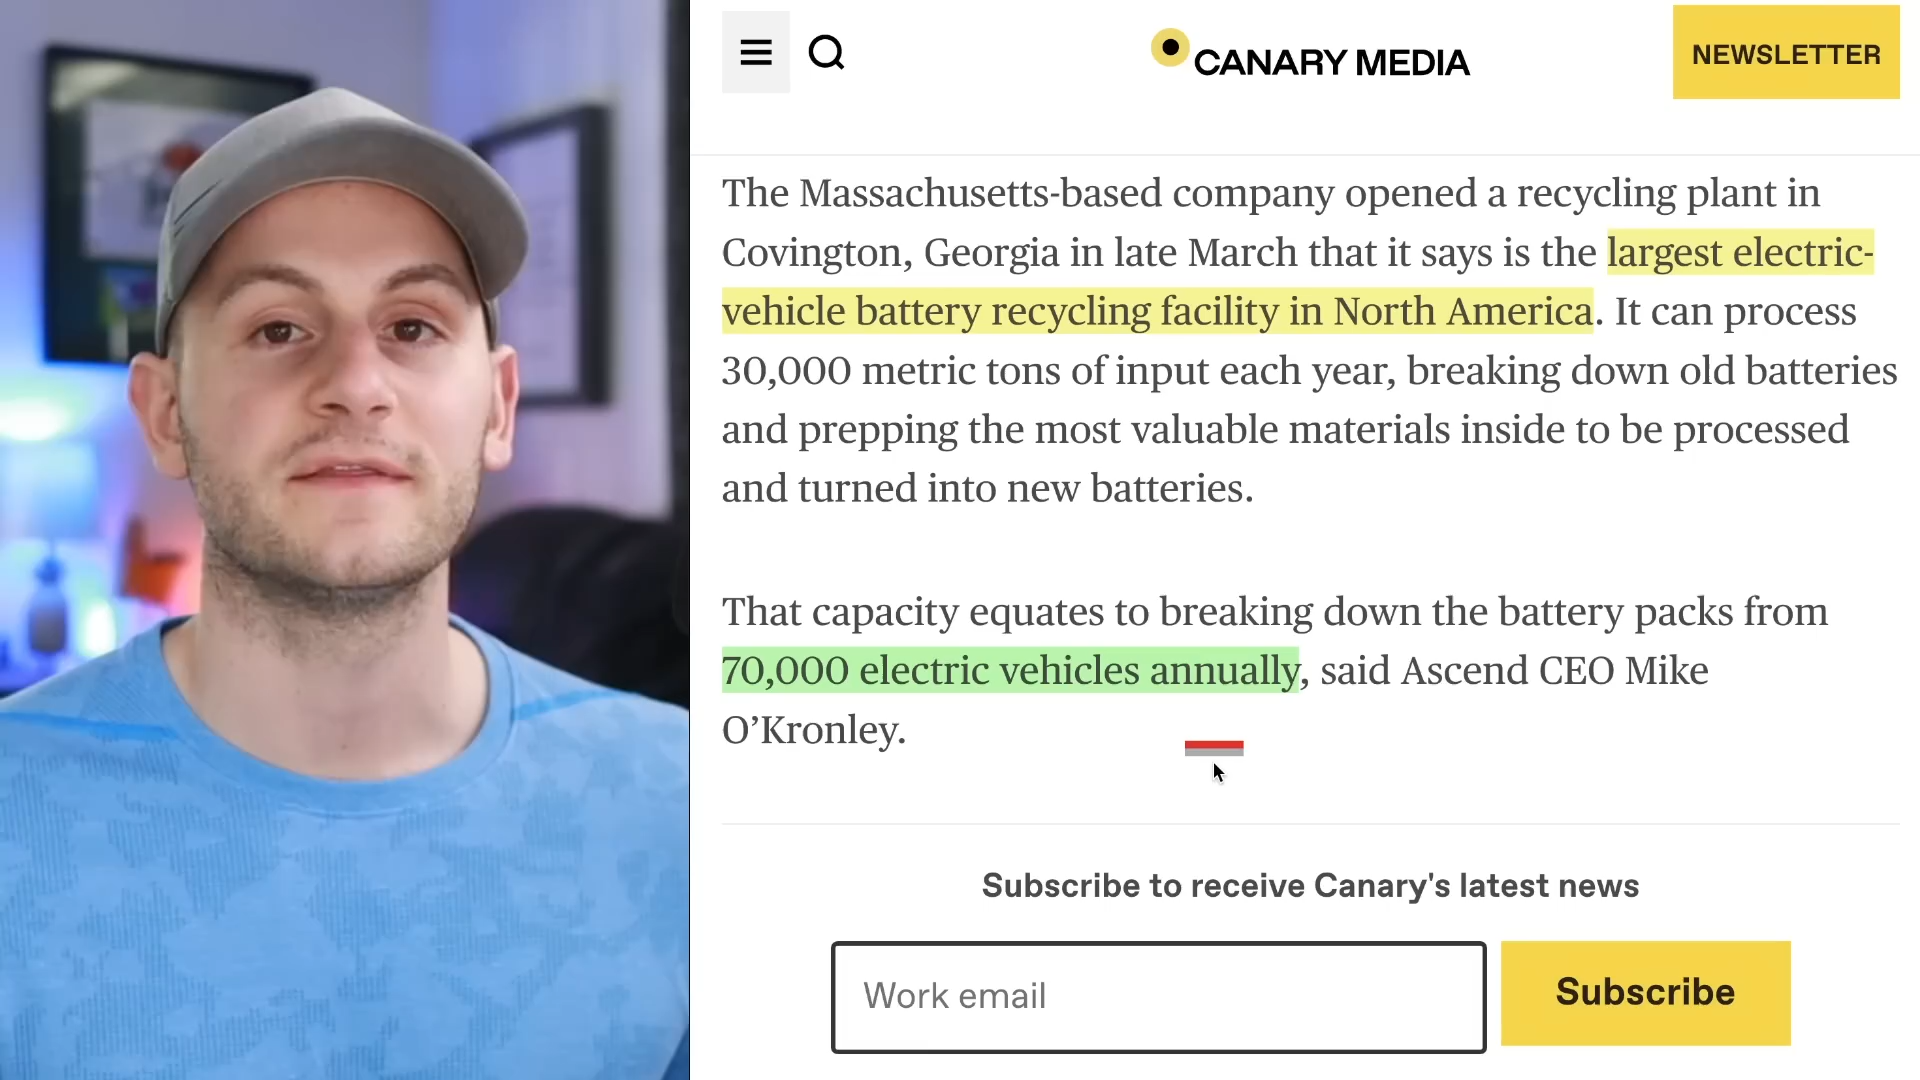 CANARY MEDIA
NEWSLETTER
The Massachusetts-based company opened a recycling plant in
Covington, Georgia in late March that it says is the largest electric-
vehicle battery recycling facility in North America. It can process
30,000 metric tons of input each year, breaking down old batteries
and prepping the most valuable materials inside to be processed
and turned into new batteries.
That capacity equates to breaking down the battery packs from
70,000 electric vehicles annually, said Ascend CEO Mike
O’Kronley.
Subscribe to receive Canary's latest news
Work email
Subscribe